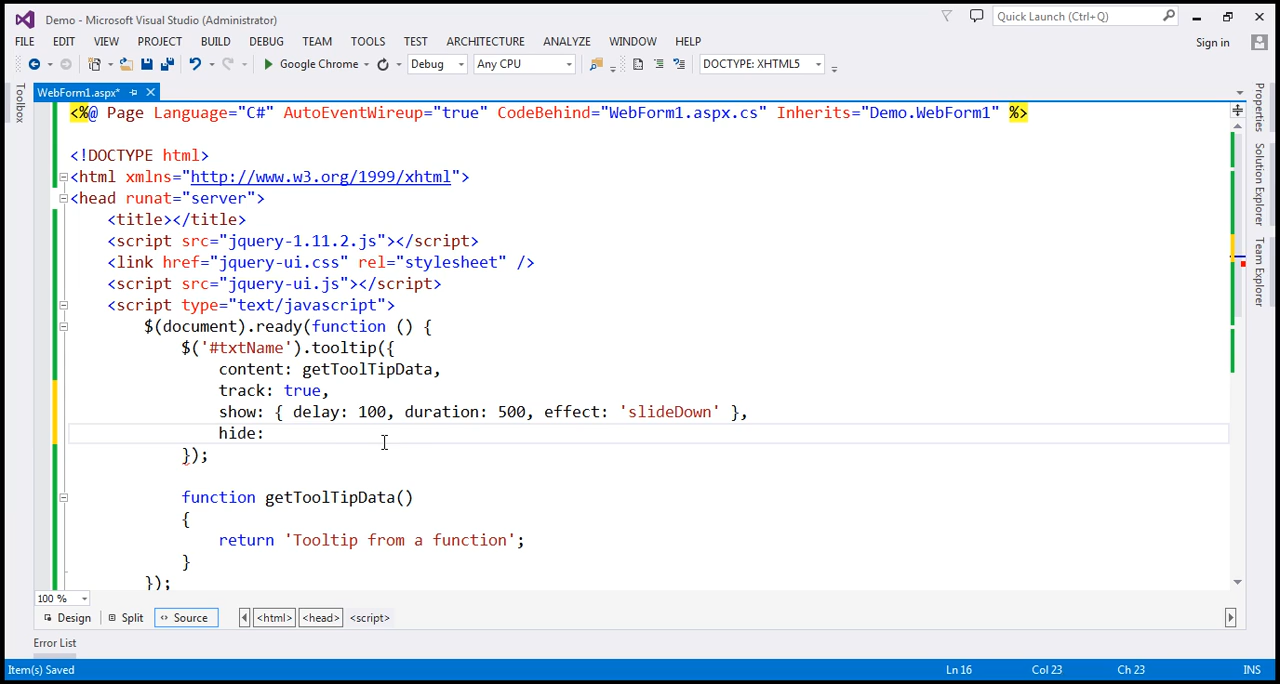 Demo - Microsoft Visual Studio (Administrator)
Quick Launch (Ctrl+Q)
FILE EDIT VIEW PROJECT BUILD DEBUG TEAM TOOLS TEST ARCHITECTURE ANALYZE WINDOW HELP
Sign in
Google Chrome Debug Any CPU DOCTYPE: XHTML5
Toolbox
WebForm1.aspx*
<%@ Page Language="C#" AutoEventWireup="true" CodeBehind="WebForm1.aspx.cs" Inherits="Demo.WebForm1" %>
<!DOCTYPE html>
<html xmlns="http://www.w3.org/1999/xhtml">
<head runat="server">
<title></title>
<script src="jquery-1.11.2.js"></script>
<link href="jquery-ui.css" rel="stylesheet" />
<script src="jquery-ui.js"></script>
<script type="text/javascript">
$(document).ready(function () {
$('#txtName').tooltip({
content: getToolTipData,
track: true,
show: { delay: 100, duration: 500, effect: 'slideDown' },
hide:
});
function getToolTipData()
{
return 'Tooltip from a function';
}
});
Properties
Solution Explorer
Team Explorer
100 %
Design Split Source <html> <head> <script>
Error List
Item(s) Saved Ln 16 Col 23 Ch 23 INS